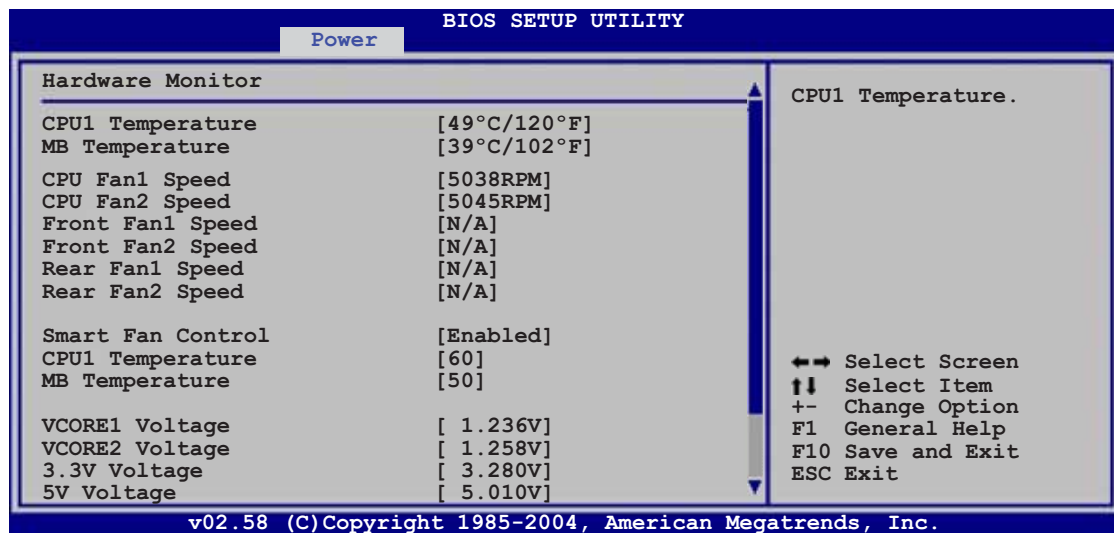 BIOS SETUP UTILITY
Power
Hardware Monitor
CPU1 Temperature [49°C/120°F]
MB Temperature [39°C/102°F]
CPU Fan1 Speed [5038RPM]
CPU Fan2 Speed [5045RPM]
Front Fan1 Speed [N/A]
Front Fan2 Speed [N/A]
Rear Fan1 Speed [N/A]
Rear Fan2 Speed [N/A]
Smart Fan Control [Enabled]
CPU1 Temperature [60]
MB Temperature [50]
VCORE1 Voltage [ 1.236V]
VCORE2 Voltage [ 1.258V]
3.3V Voltage [ 3.280V]
5V Voltage [ 5.010V]
CPU1 Temperature.
←→ Select Screen
↑↓ Select Item
+- Change Option
F1 General Help
F10 Save and Exit
ESC Exit
v02.58 (C)Copyright 1985-2004, American Megatrends, Inc.